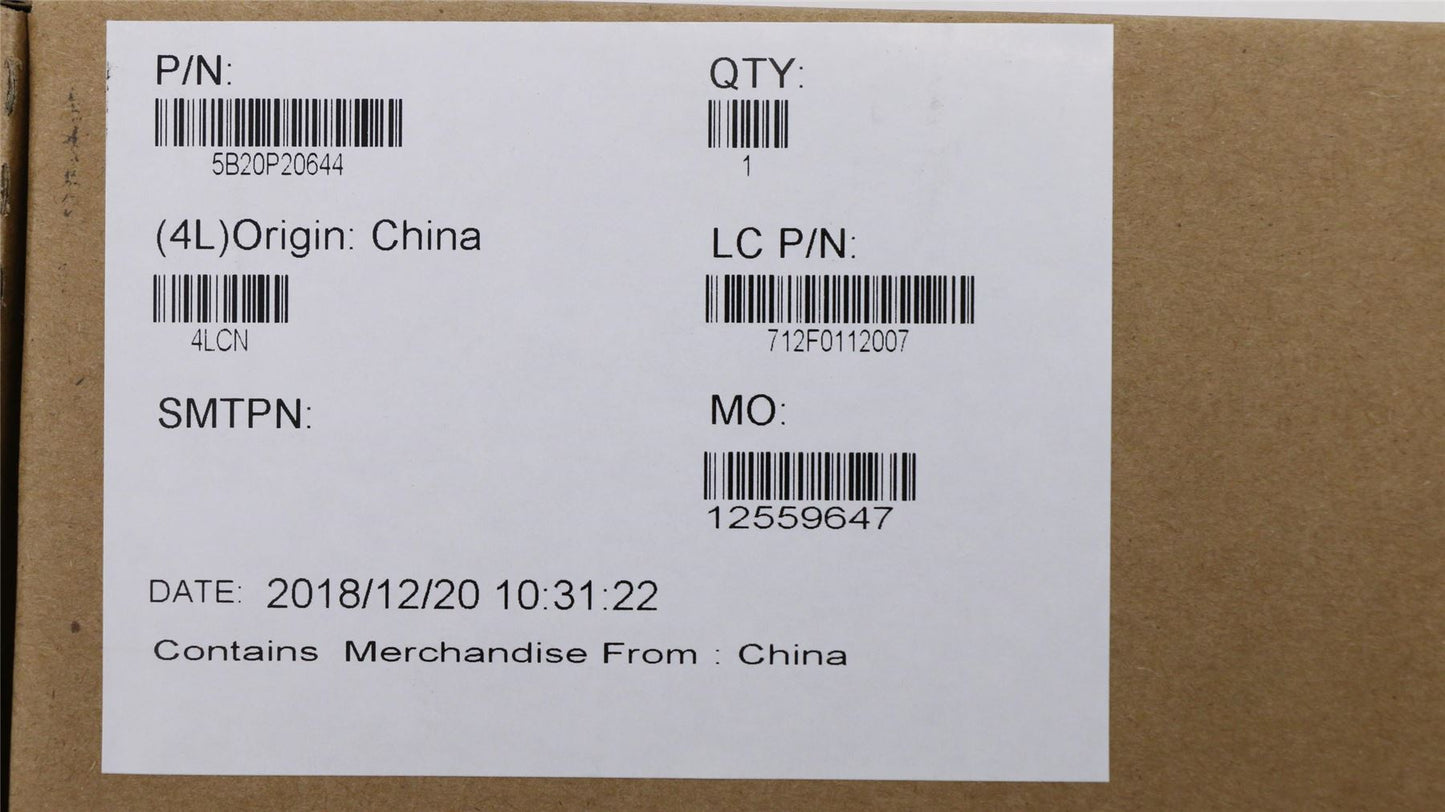 P/N:
5B20P20644
QTY:
1
(4L)Origin: China
4LCN
LC P/N:
712F0112007
SMTPN:
MO:
12559647
DATE: 2018/12/20 10:31:22
Contains Merchandise From : China